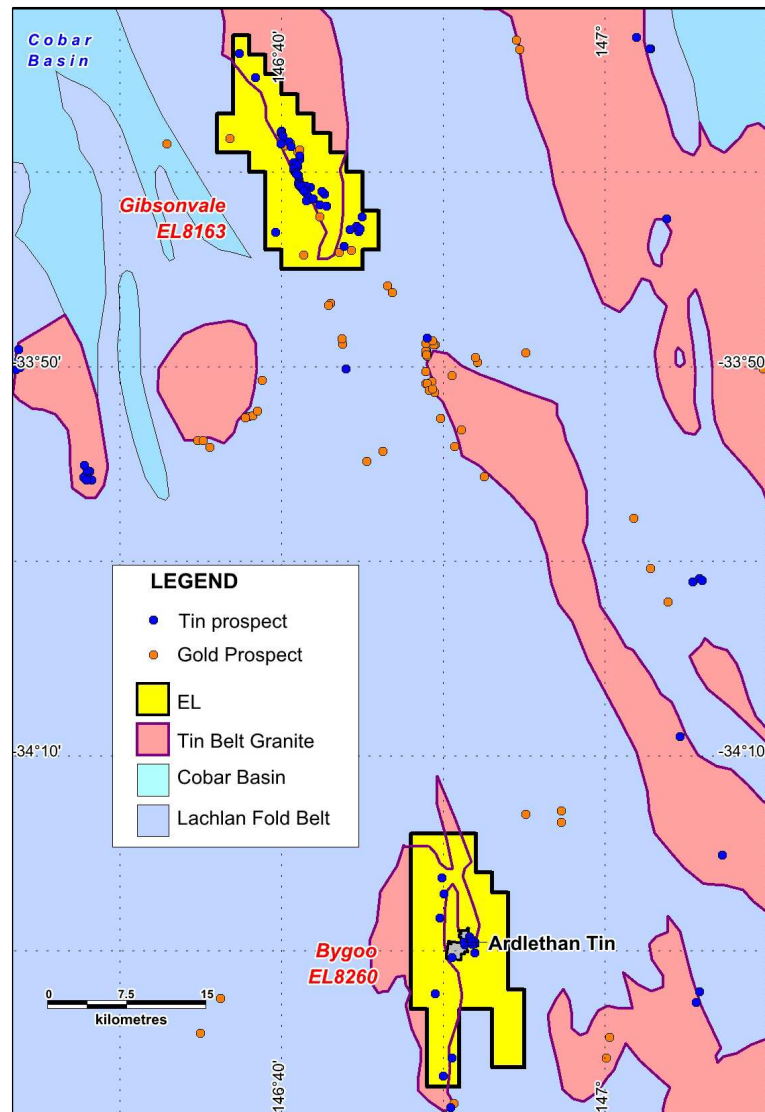 Cobar
Basin
146°40'
147°
Gibsonvale
EL8163
-33°50'
-33°50'
LEGEND
Tin prospect
Gold Prospect
EL
Tin Belt Granite
Cobar Basin
Lachlan Fold Belt
-34°10'
-34°10'
Ardlethan Tin
Bygoo
EL8260
0 7.5 15
kilometres
146°40'
147°